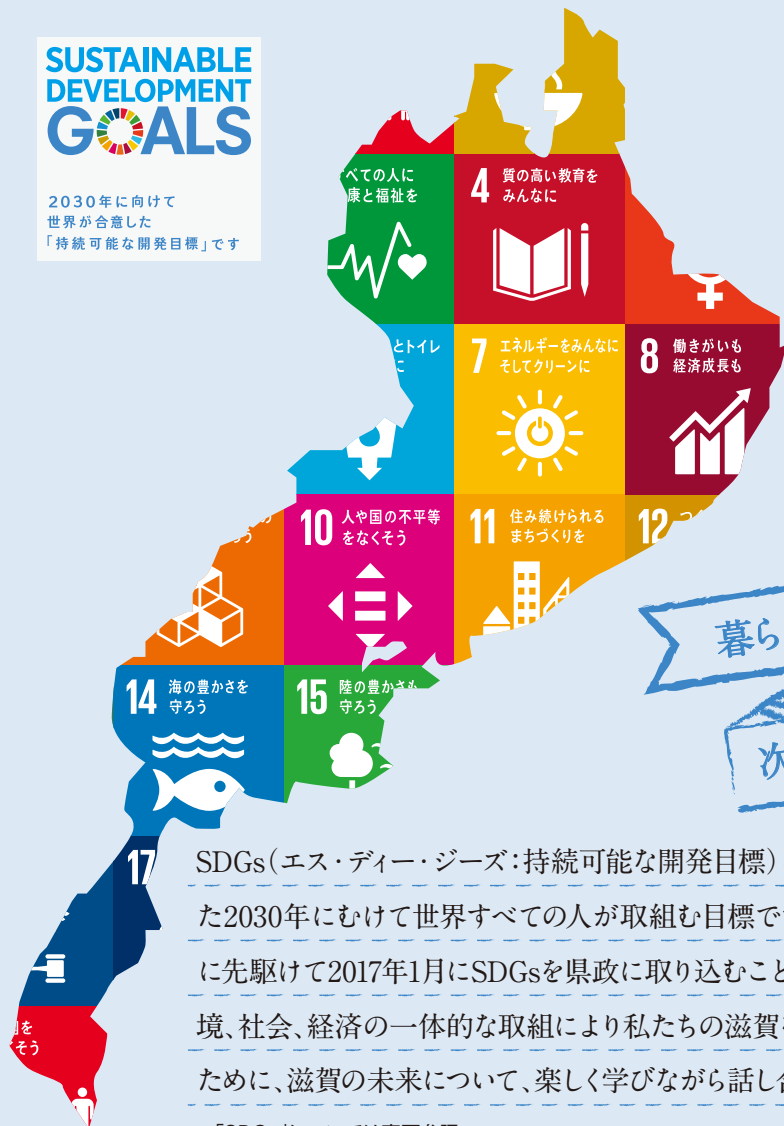 SUSTAINABLE
DEVELOPMENT
GOALS
2030年に向けて
世界が合意した
「持続可能な開発目標」です
べての人に
康と福祉を
4 質の高い教育を
みんなに
とトイレ
に
7 エネルギーをみんなに
そしてクリーンに
8 働きがいも
経済成長も
10 人や国の不平等
をなくそう
11 住み続けられる
まちづくりを
12 つく
14 海の豊かさを
守ろう
15 陸の豊かさも
守ろう
17
を
そう
暮ら
次
SDGs(エス・ディー・ジーズ:持続可能な開発目標)
た2030年にむけて世界すべての人が取組む目標で
に先駆けて2017年1月にSDGsを県政に取り込むこと
境、社会、経済の一体的な取組により私たちの滋賀
ために、滋賀の未来について、楽しく学びながら話し合